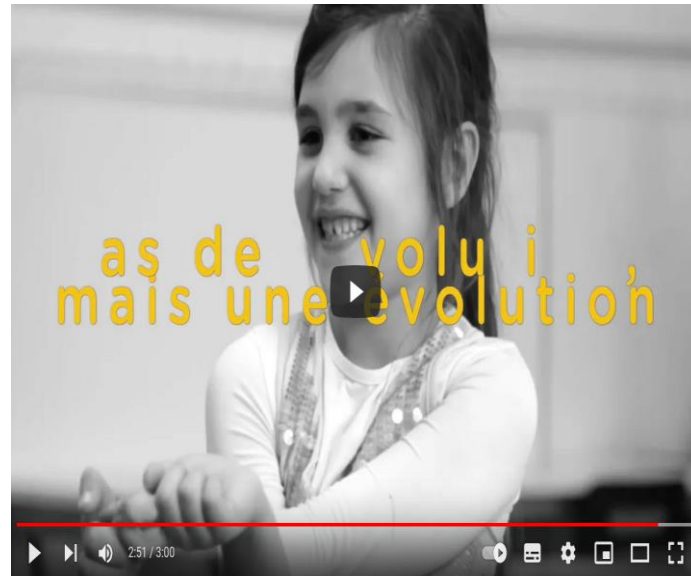 as de volu i ,
mais une évolution
2:51 / 3:00